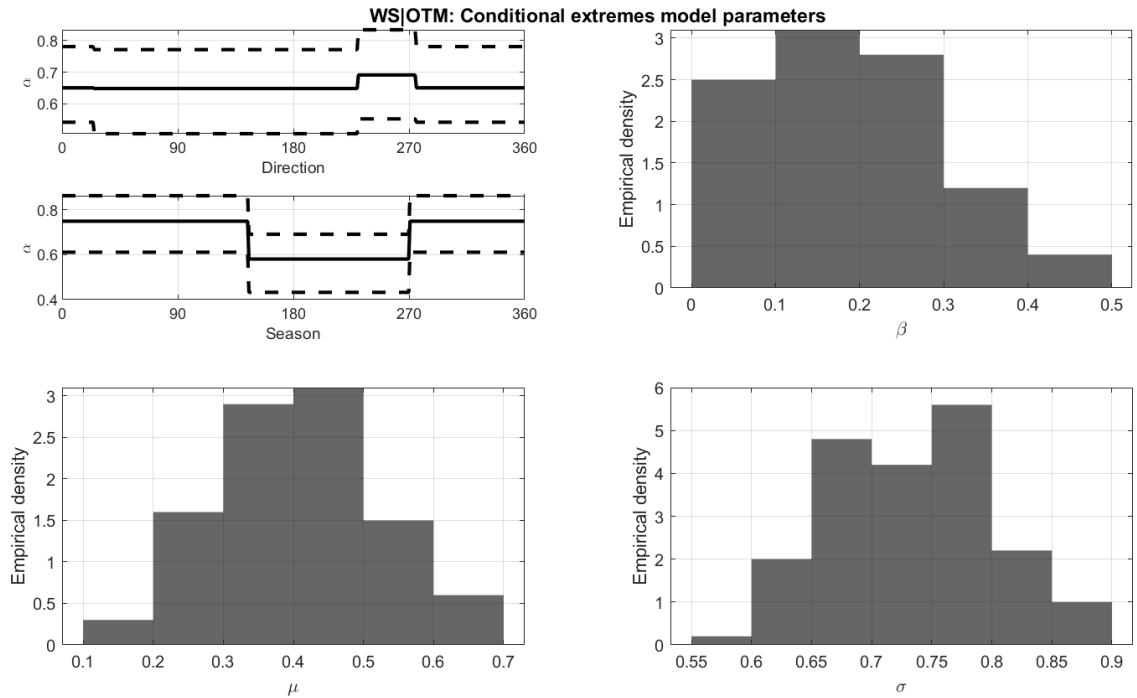 WS|OTM: Conditional extremes model parameters
0.8
0.7
0.6
α
0 90 180 270 360
Direction
0.8
0.6
0.4
α
0 90 180 270 360
Season
3
2.5
2
1.5
1
0.5
0
Empirical density
0 0.1 0.2 0.3 0.4 0.5
β
3
2.5
2
1.5
1
0.5
0
Empirical density
0.1 0.2 0.3 0.4 0.5 0.6 0.7
μ
6
5
4
3
2
1
0
Empirical density
0.55 0.6 0.65 0.7 0.75 0.8 0.85 0.9
σ